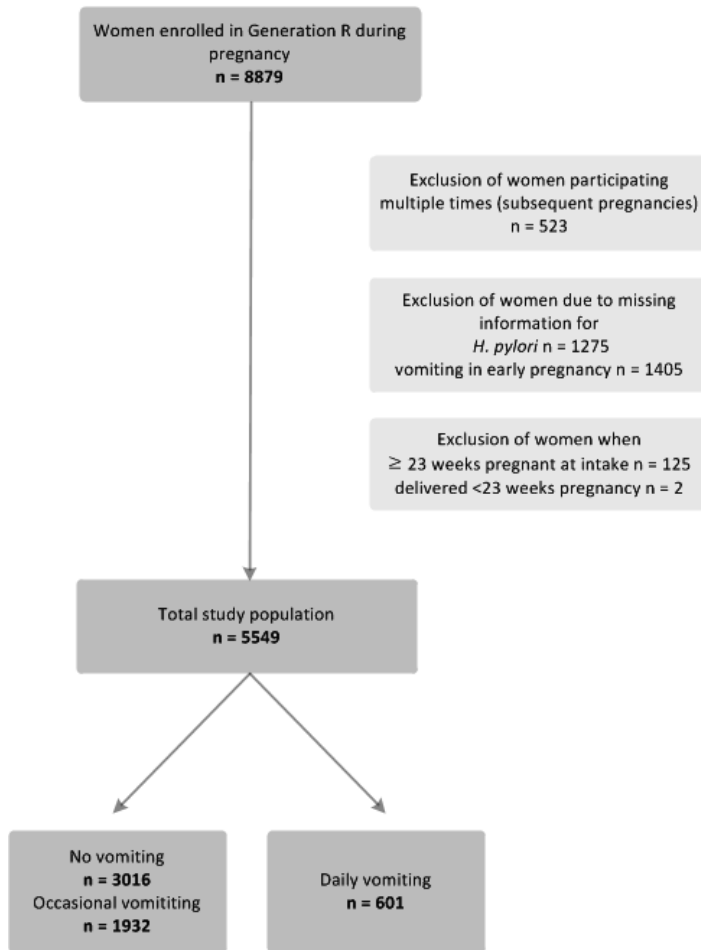 Women enrolled in Generation R during
pregnancy
n = 8879
Exclusion of women participating
multiple times (subsequent pregnancies)
n = 523
Exclusion of women due to missing
information for
H. pylori n = 1275
vomiting in early pregnancy n = 1405
Exclusion of women when
≥ 23 weeks pregnant at intake n = 125
delivered <23 weeks pregnancy n = 2
Total study population
n = 5549
No vomiting
n = 3016
Occasional vomititing
n = 1932
Daily vomiting
n = 601